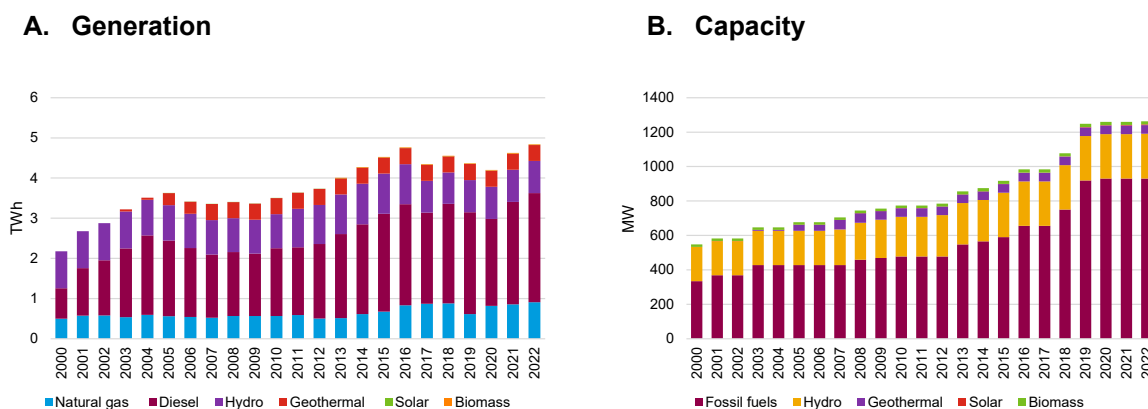 A. Generation
TWh
6
5
4
3
2
1
0
2000 2001 2002 2003 2004 2005 2006 2007 2008 2009 2010 2011 2012 2013 2014 2015 2016 2017 2018 2019 2020 2021 2022
Natural gas Diesel Hydro Geothermal Solar Biomass
B. Capacity
MW
1400
1200
1000
800
600
400
200
0
2000 2001 2002 2003 2004 2005 2006 2007 2008 2009 2010 2011 2012 2013 2014 2015 2016 2017 2018 2019 2020 2021 2022
Fossil fuels Hydro Geothermal Solar Biomass